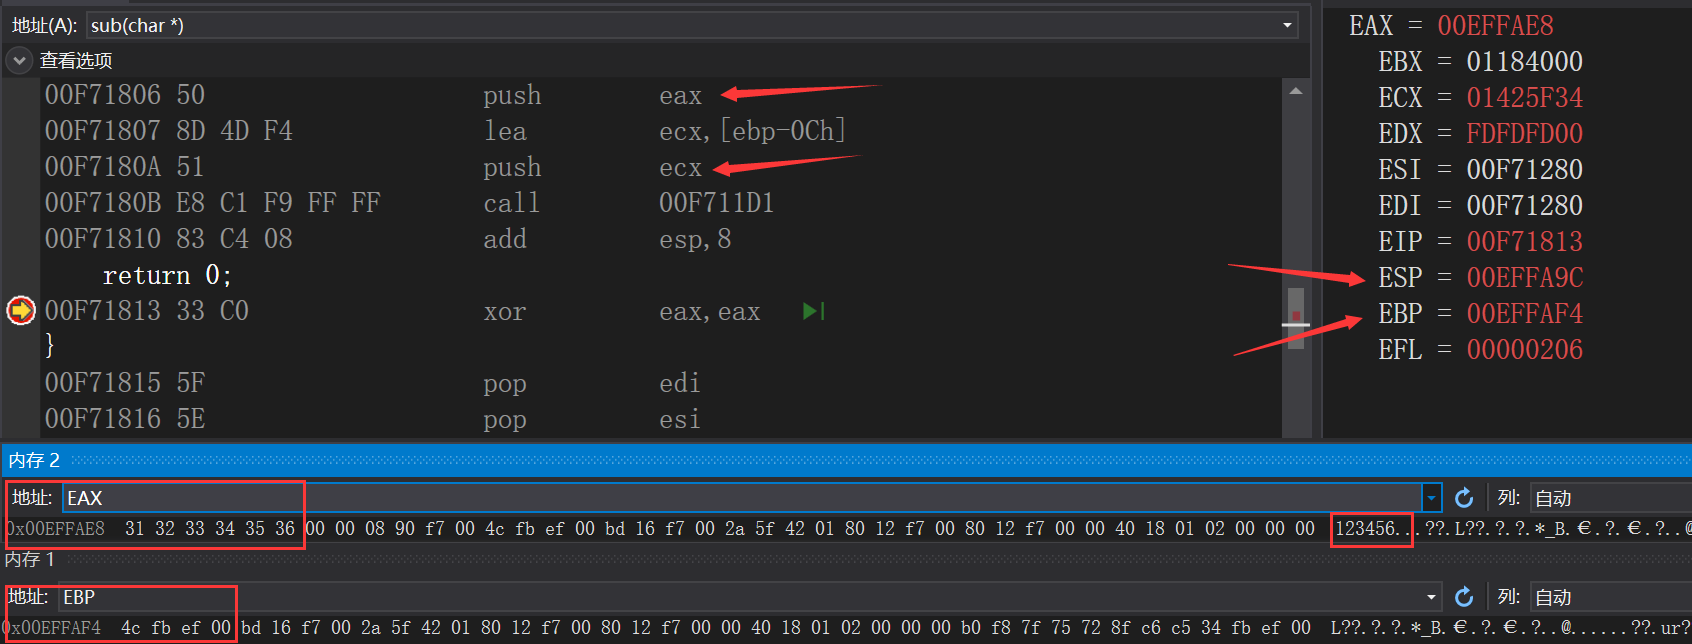 地址(A): sub(char *)
查看选项
00F71806 50 push eax
00F71807 8D 4D F4 lea ecx,[ebp-0Ch]
00F7180A 51 push ecx
00F7180B E8 C1 F9 FF FF call 00F711D1
00F71810 83 C4 08 add esp,8
return 0;
00F71813 33 C0 xor eax,eax
}
00F71815 5F pop edi
00F71816 5E pop esi
EAX = 00EFFAE8
EBX = 01184000
ECX = 01425F34
EDX = FDFDFD00
ESI = 00F71280
EDI = 00F71280
EIP = 00F71813
ESP = 00EFFA9C
EBP = 00EFFAF4
EFL = 00000206
内存 2
地址: EAX 列: 自动
0x00EFFAE8 31 32 33 34 35 36 00 00 08 90 f7 00 4c fb ef 00 bd 16 f7 00 2a 5f 42 01 80 12 f7 00 80 12 f7 00 00 40 18 01 02 00 00 00 123456...??.L??.?.?.*_B.€.?.€.?..@
内存 1
地址: EBP 列: 自动
0x00EFFAF4 4c fb ef 00 bd 16 f7 00 2a 5f 42 01 80 12 f7 00 80 12 f7 00 00 40 18 01 02 00 00 00 b0 f8 7f 75 72 8f c6 c5 34 fb ef 00 L??.?.?.*_B.€.?.€.?..@......??.ur?